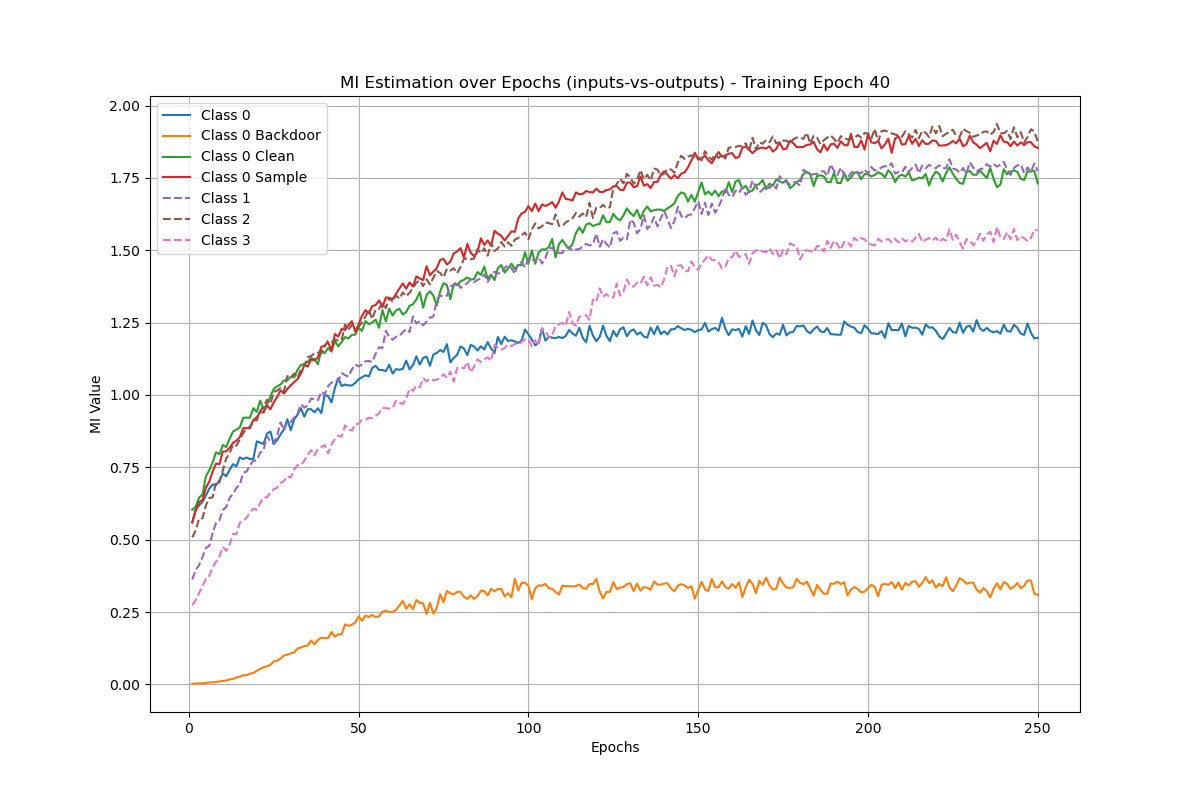 MI Estimation over Epochs (inputs-vs-outputs) - Training Epoch 40
2.00
1.75
1.50
1.25
1.00
0.75
0.50
0.25
0.00
MI Value
Class 0
Class 0 Backdoor
Class 0 Clean
Class 0 Sample
Class 1
Class 2
Class 3
0 50 100 150 200 250
Epochs